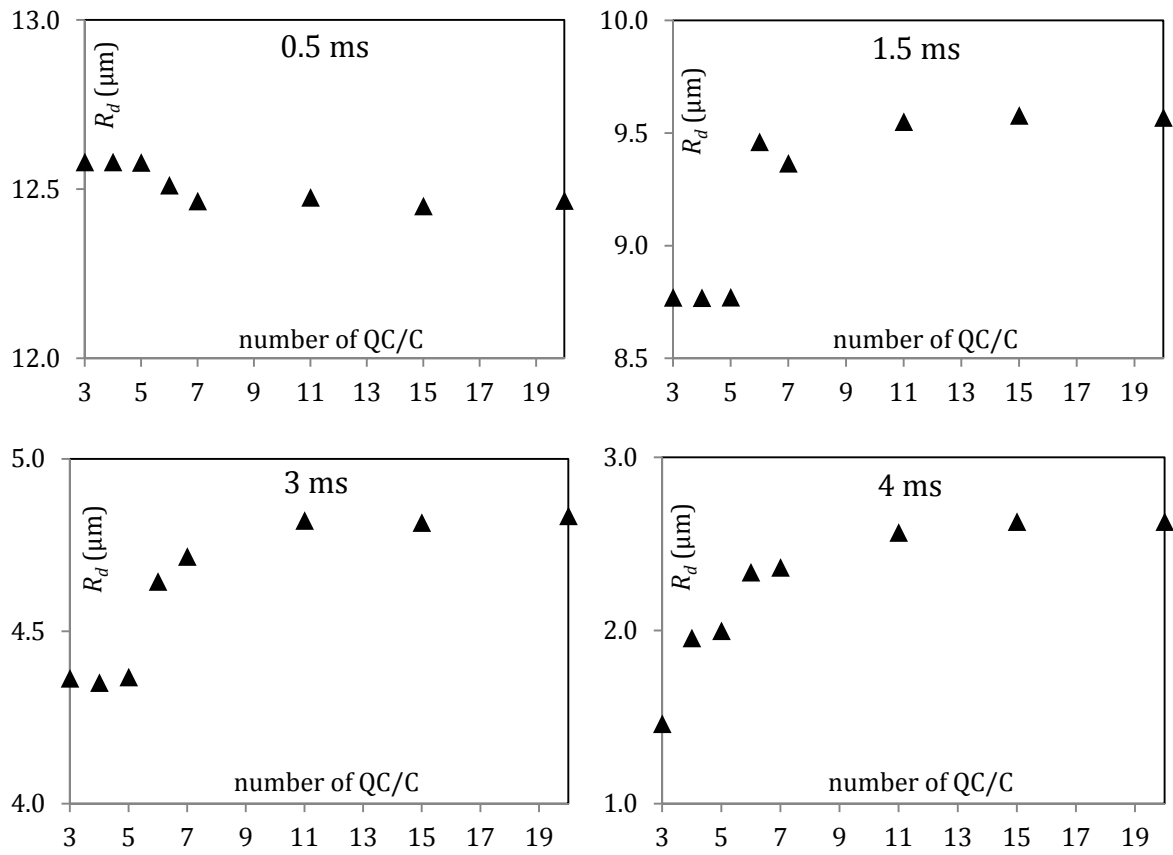 0.5 ms
R_d (μm)
13.0
12.5
12.0
number of QC/C
3 5 7 9 11 13 15 17 19
1.5 ms
R_d (μm)
10.0
9.5
9.0
8.5
number of QC/C
3 5 7 9 11 13 15 17 19
3 ms
R_d (μm)
5.0
4.5
4.0
number of QC/C
3 5 7 9 11 13 15 17 19
4 ms
R_d (μm)
3.0
2.0
1.0
number of QC/C
3 5 7 9 11 13 15 17 19